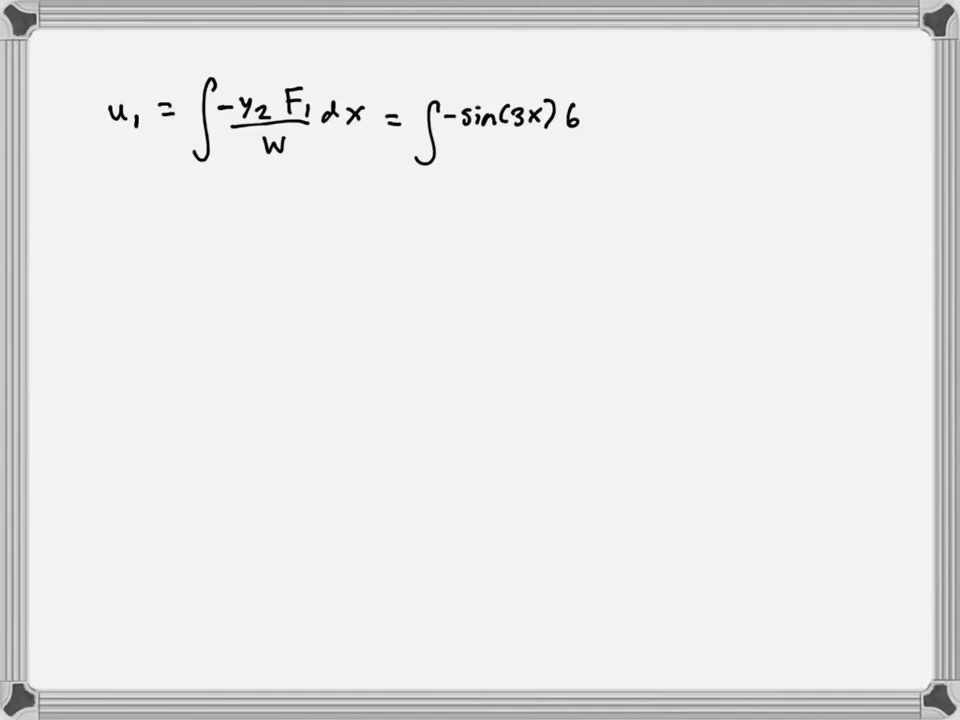 u₁ = ∫ -y₂ F₁ / W dx = ∫ -sin(3x) 6